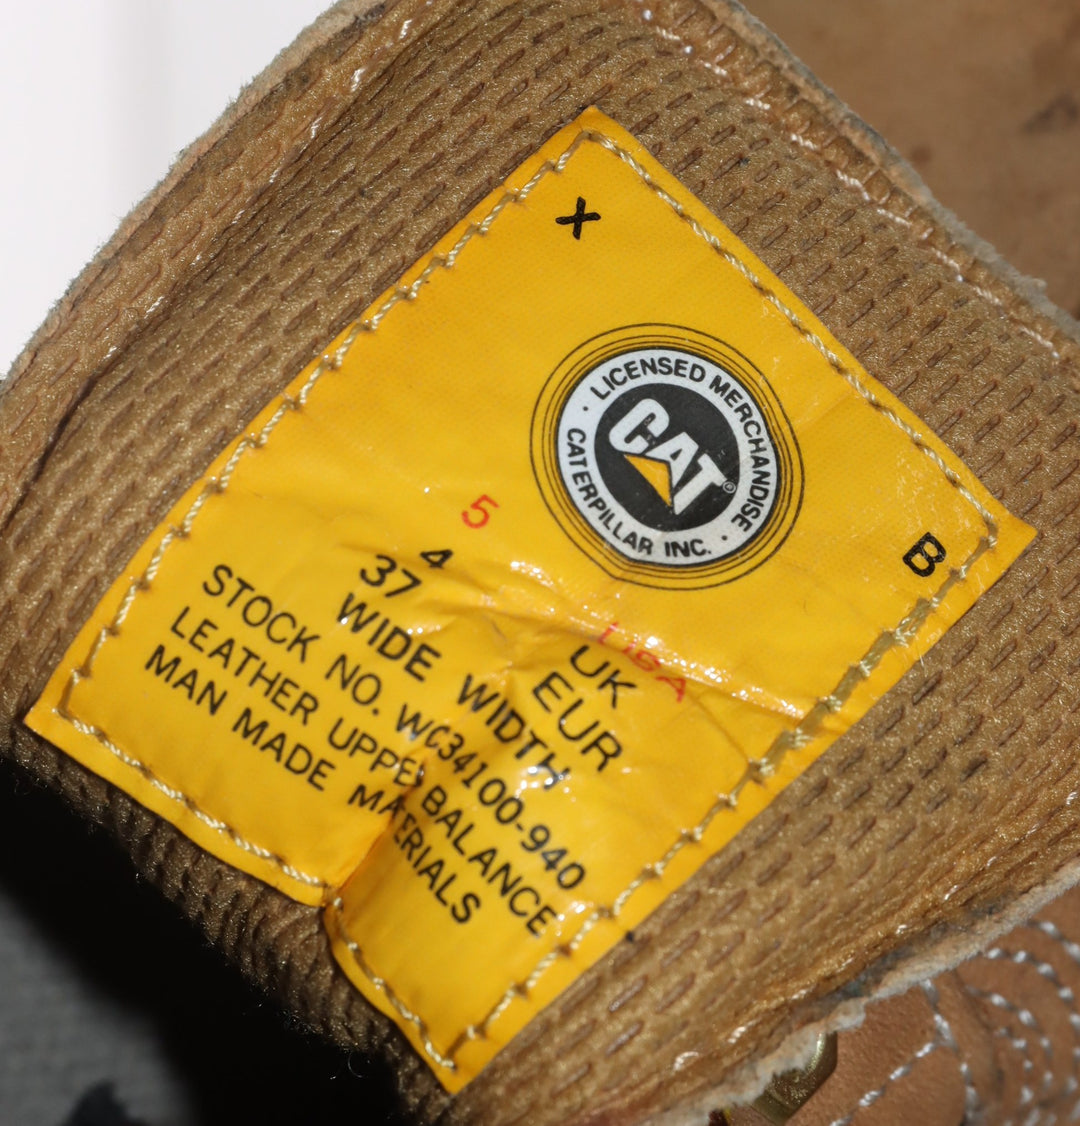 X
B
· LICENSED MERCHANDISE ·
CATERPILLAR INC.
CAT®
5 USA
4 UK
37 EUR
WIDE WIDTH
STOCK NO. WC34100-940
LEATHER UPPER BALANCE
MAN MADE MATERIALS